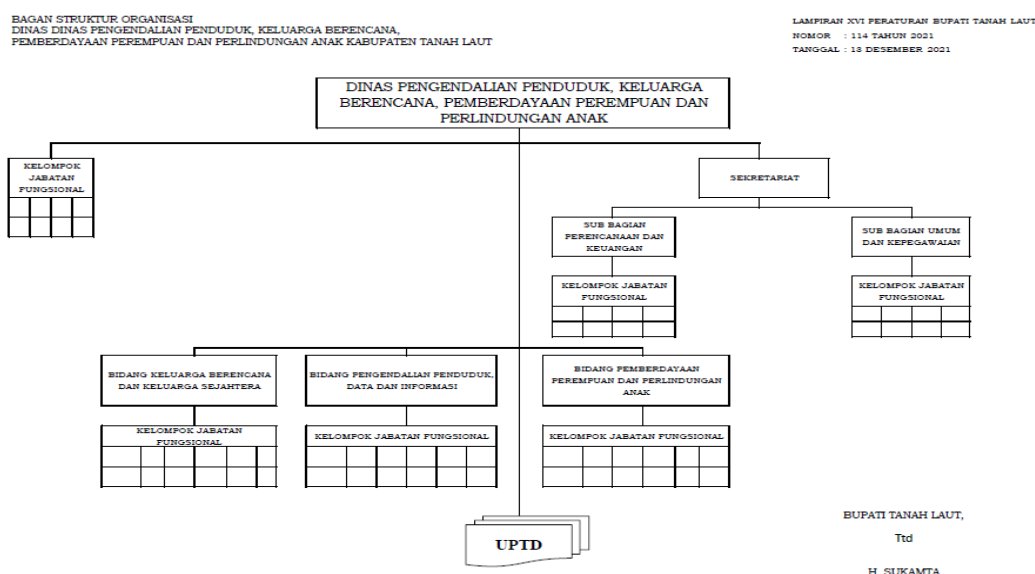 BAGAN STRUKTUR ORGANISASI
DINAS DINAS PENGENDALIAN PENDUDUK, KELUARGA BERENCANA,
PEMBERDAYAAN PEREMPUAN DAN PERLINDUNGAN ANAK KABUPATEN TANAH LAUT
LAMPIRAN XVI PERATURAN BUPATI TANAH LAUT
NOMOR : 114 TAHUN 2021
TANGGAL : 13 DESEMBER 2021
DINAS PENGENDALIAN PENDUDUK, KELUARGA
BERENCANA, PEMBERDAYAAN PEREMPUAN DAN
PERLINDUNGAN ANAK
KELOMPOK
JABATAN
FUNGSIONAL
SEKRETARIAT
SUB BAGIAN
PERENCANAAN DAN
KEUANGAN
SUB BAGIAN UMUM
DAN KEPEGAWAIAN
KELOMPOK JABATAN
FUNGSIONAL
KELOMPOK JABATAN
FUNGSIONAL
BIDANG KELUARGA BERENCANA
DAN KELUARGA SEJAHTERA
BIDANG PENGENDALIAN PENDUDUK,
DATA DAN INFORMASI
BIDANG PEMBERDAYAAN
PEREMPUAN DAN PERLINDUNGAN
ANAK
KELOMPOK JABATAN
FUNGSIONAL
KELOMPOK JABATAN FUNGSIONAL
KELOMPOK JABATAN FUNGSIONAL
UPTD
BUPATI TANAH LAUT,
Ttd
H. SUKAMTA